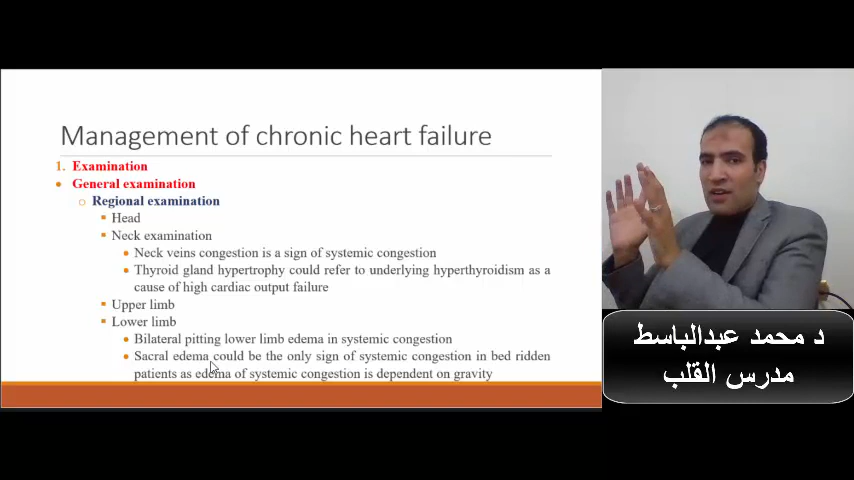 Management of chronic heart failure
1. Examination
• General examination
○ Regional examination
▪ Head
▪ Neck examination
• Neck veins congestion is a sign of systemic congestion
• Thyroid gland hypertrophy could refer to underlying hyperthyroidism as a
cause of high cardiac output failure
▪ Upper limb
▪ Lower limb
• Bilateral pitting lower limb edema in systemic congestion
• Sacral edema could be the only sign of systemic congestion in bed ridden
patients as edema of systemic congestion is dependent on gravity
د محمد عبدالباسط
مدرس القلب